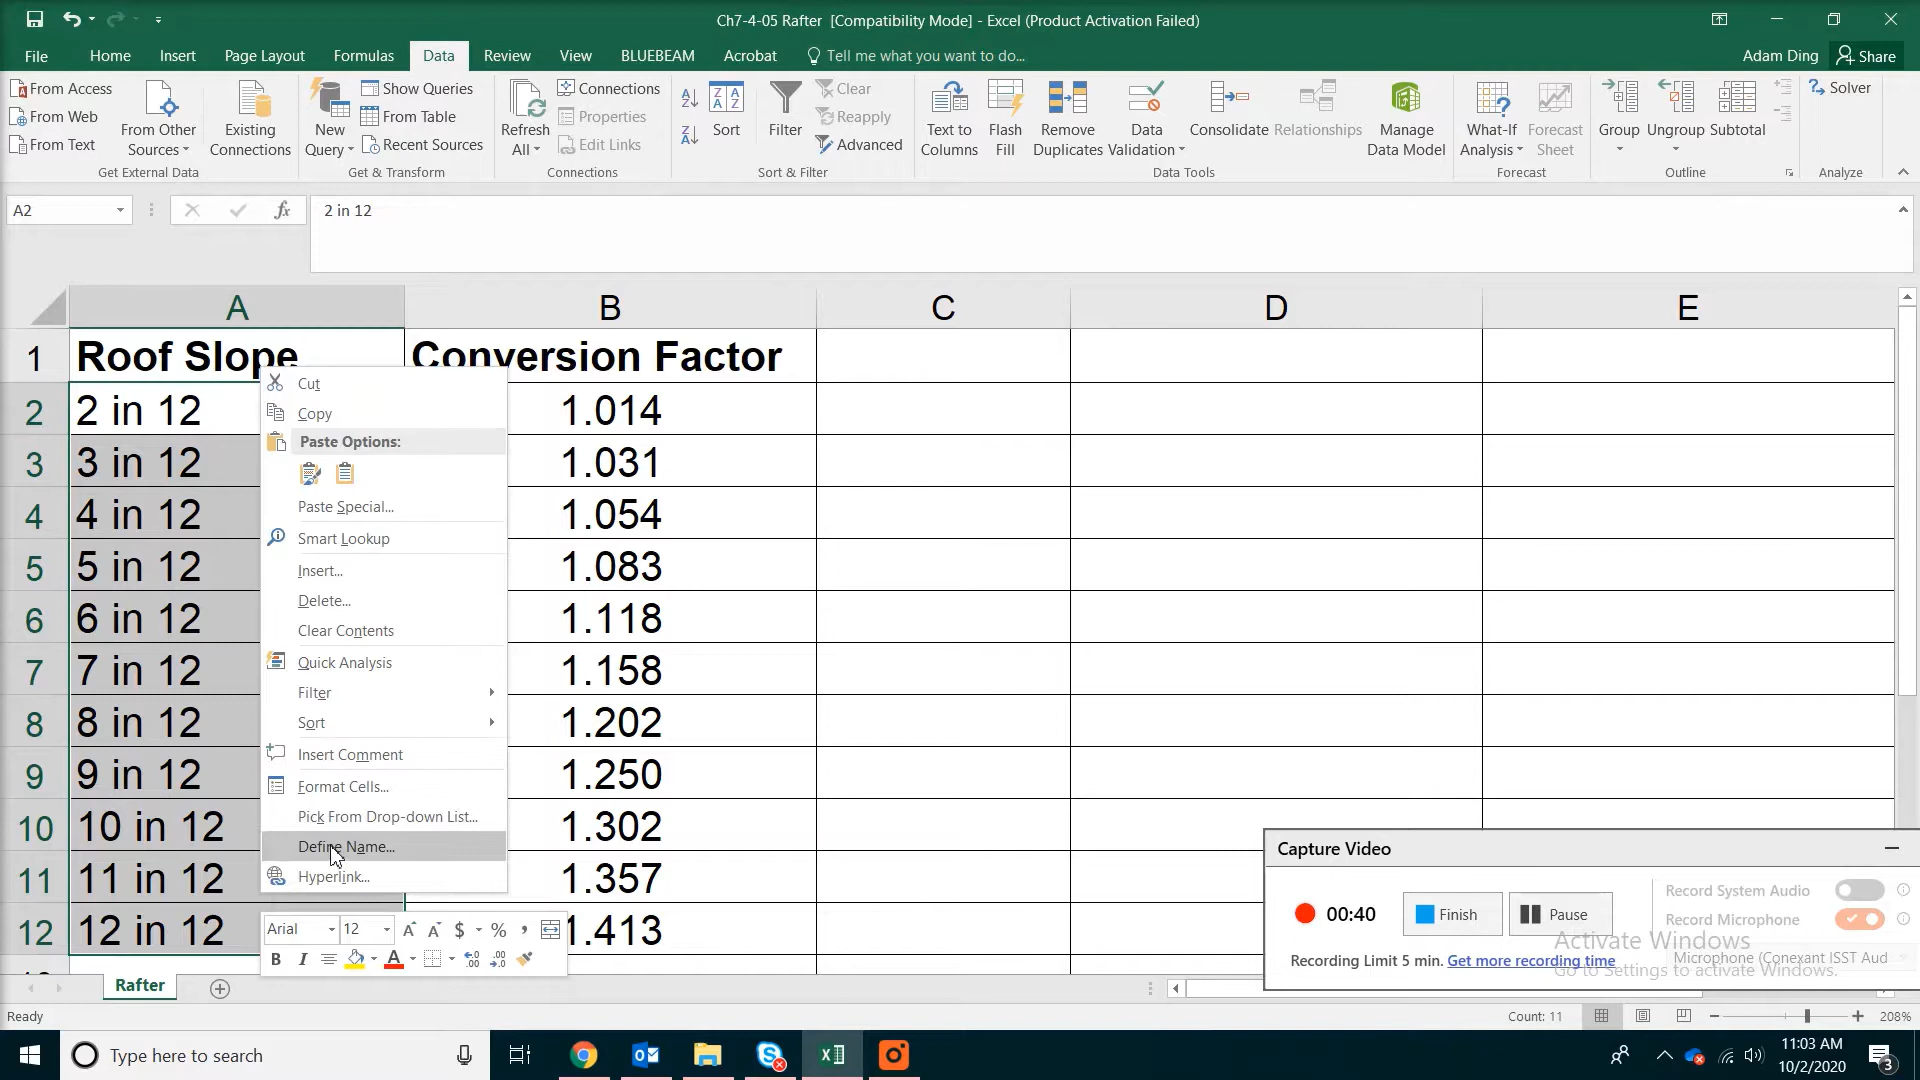 Ch7-4-05 Rafter [Compatibility Mode] - Excel (Product Activation Failed)
File Home Insert Page Layout Formulas Data Review View BLUEBEAM Acrobat Tell me what you want to do... Adam Ding Share
From Access
From Web
From Text
From Other Sources
Existing Connections
Get External Data
New Query
Show Queries
From Table
Recent Sources
Get & Transform
Refresh All
Connections
Properties
Edit Links
Connections
Sort
Filter
Clear
Reapply
Advanced
Sort & Filter
Text to Columns
Flash Fill
Remove Duplicates
Data Validation
Consolidate
Relationships
Manage Data Model
Data Tools
What-If Analysis
Forecast Sheet
Forecast
Group
Ungroup
Subtotal
Outline
Solver
Analyze
A2 fx 2 in 12
A B C D E
1 Roof Slope Conversion Factor
2 2 in 12 1.014
3 3 in 12 1.031
4 4 in 12 1.054
5 5 in 12 1.083
6 6 in 12 1.118
7 7 in 12 1.158
8 8 in 12 1.202
9 9 in 12 1.250
10 10 in 12 1.302
11 11 in 12 1.357
12 12 in 12 1.413
Cut
Copy
Paste Options:
Paste Special...
Smart Lookup
Insert...
Delete...
Clear Contents
Quick Analysis
Filter
Sort
Insert Comment
Format Cells...
Pick From Drop-down List...
Define Name...
Hyperlink...
Arial 12 A A $ % ,
B I A
Capture Video
00:40 Finish Pause
Record System Audio
Record Microphone
Microphone (Conexant ISST Aud
Recording Limit 5 min. Get more recording time
Activate Windows
Go to Settings to activate Windows.
Rafter
Ready Count: 11 208%
Type here to search
11:03 AM
10/2/2020
3